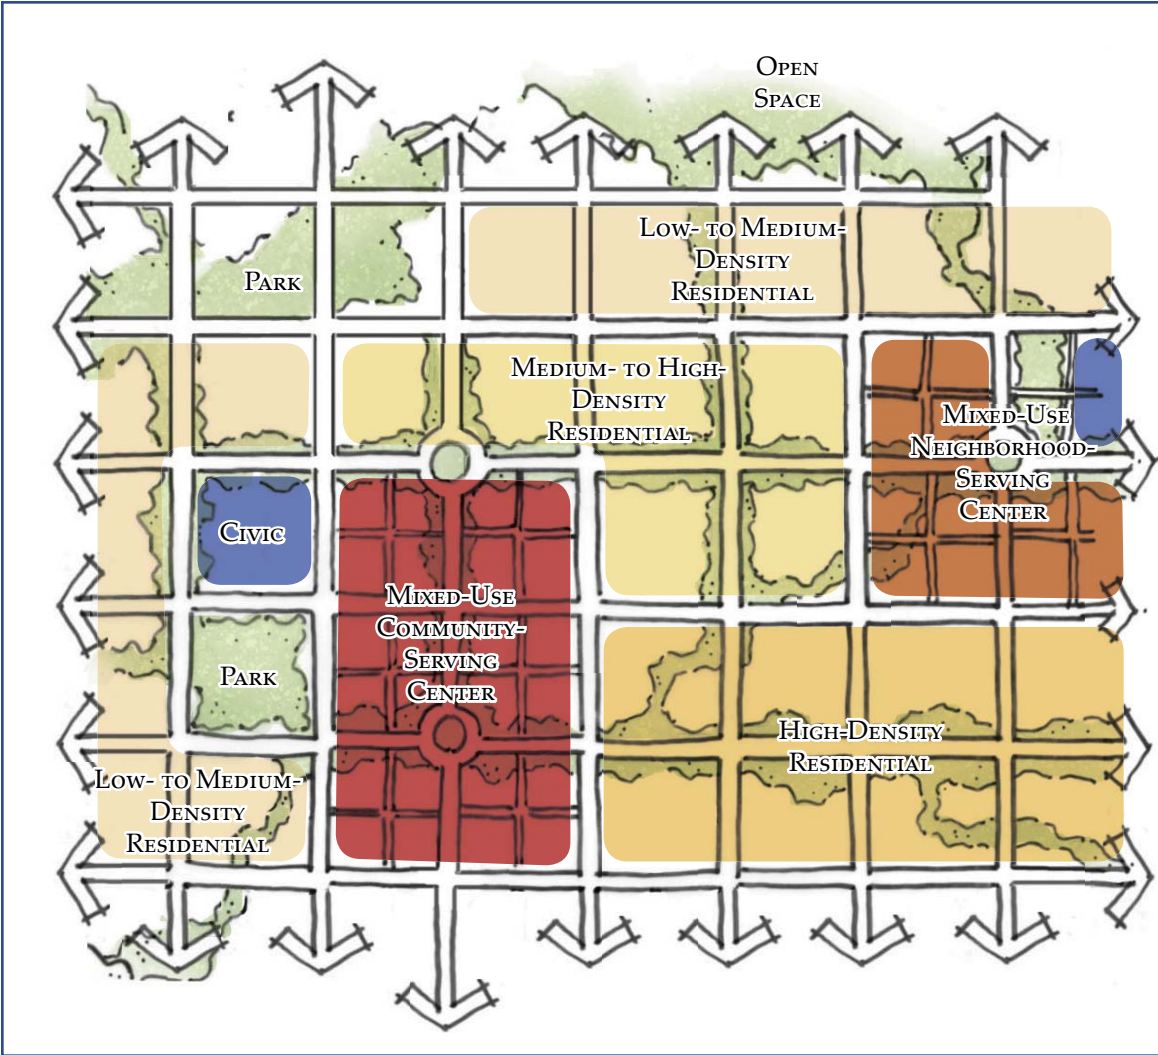 Open
Space
Low- to Medium-
Density
Residential
Park
Medium- to High-
Density
Residential
Mixed-Use
Neighborhood-
Serving
Center
Civic
Mixed-Use
Community-
Serving
Center
Park
High-Density
Residential
Low- to Medium-
Density
Residential